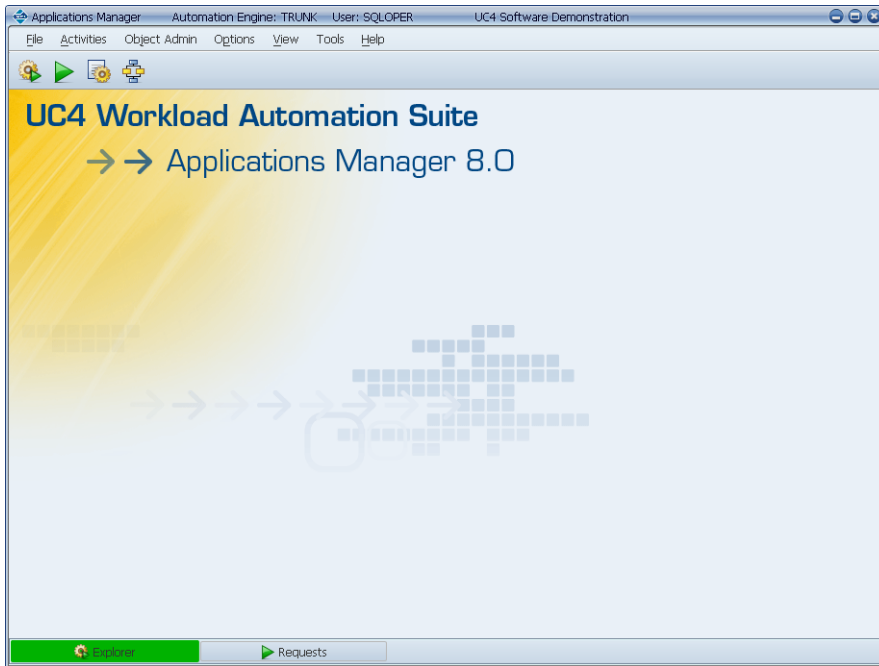 Applications Manager Automation Engine: TRUNK User: SQLOPER UC4 Software Demonstration
File Activities Object Admin Options View Tools Help
UC4 Workload Automation Suite
Applications Manager 8.0
Explorer Requests